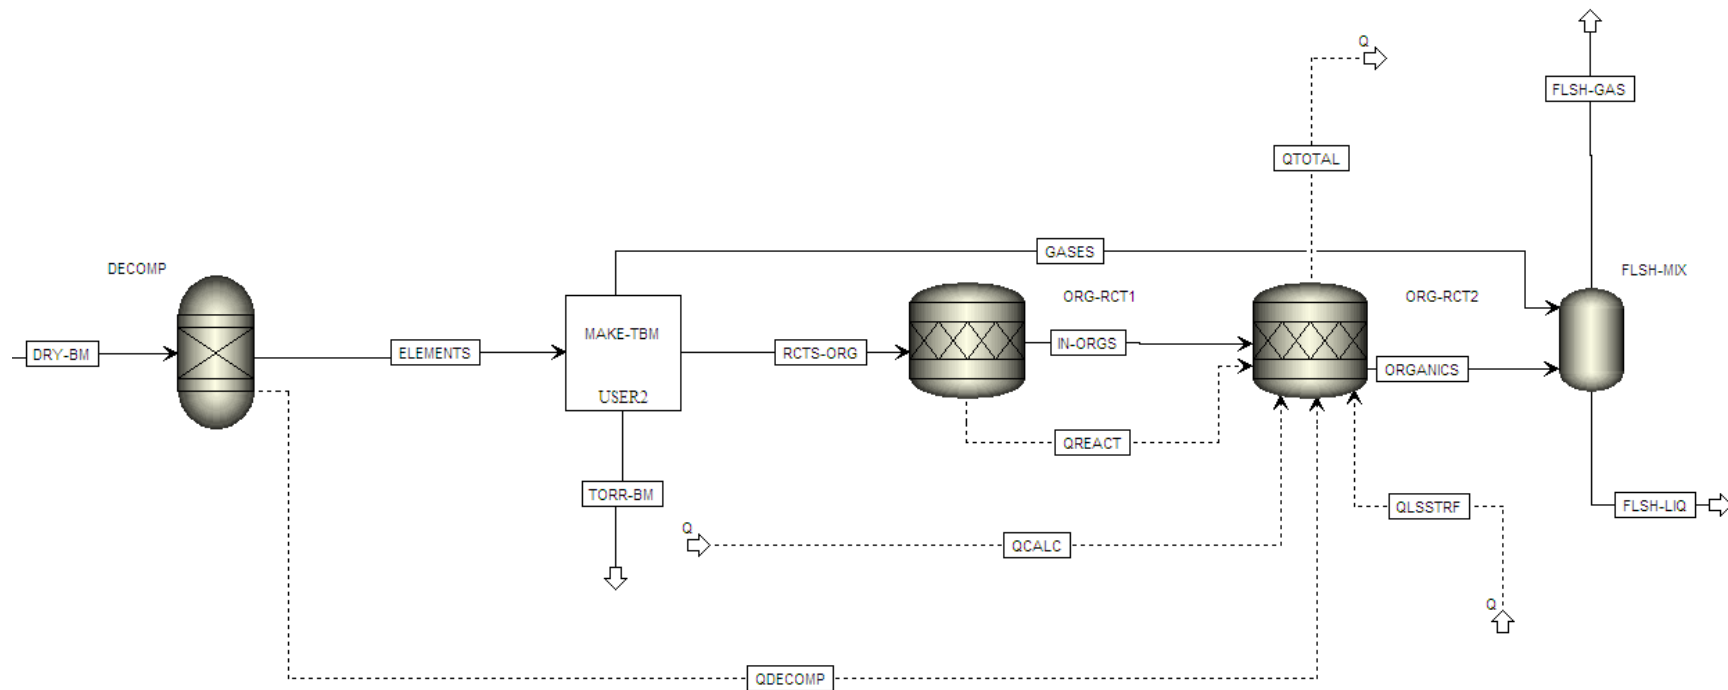 Q
FLSH-GAS
QTOTAL
GASES
DECOMP
FLSH-MIX
ORG-RCT1
ORG-RCT2
MAKE-TBM
DRY-BM
ELEMENTS
RCTS-ORG
IN-ORGS
ORGANICS
USER2
QREACT
TORR-BM
QLSSTRF
FLSH-LIQ
Q
QCALC
Q
QDECOMP